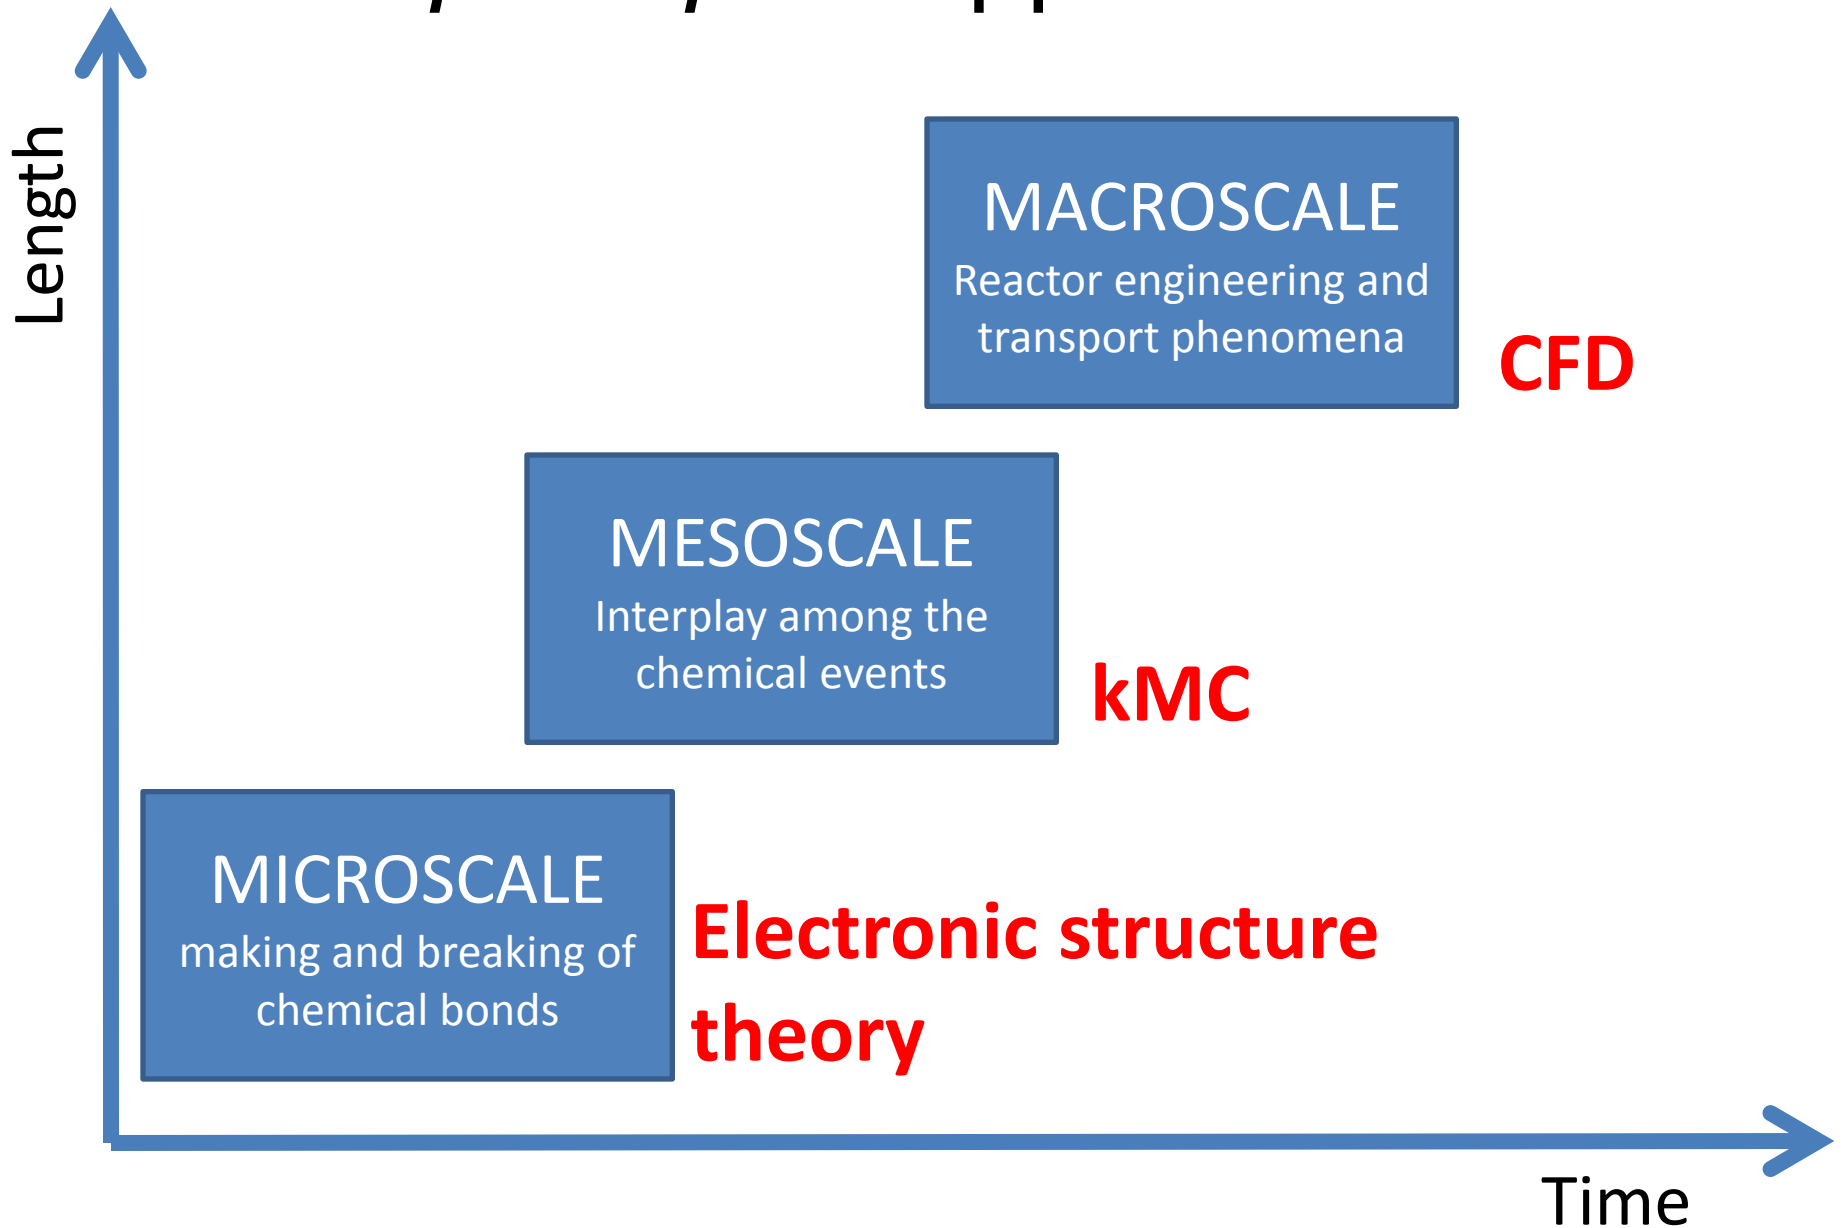 Length
MACROSCALE
Reactor engineering and
transport phenomena
CFD
MESOSCALE
Interplay among the
chemical events
kMC
MICROSCALE
making and breaking of
chemical bonds
Electronic structure
theory
Time